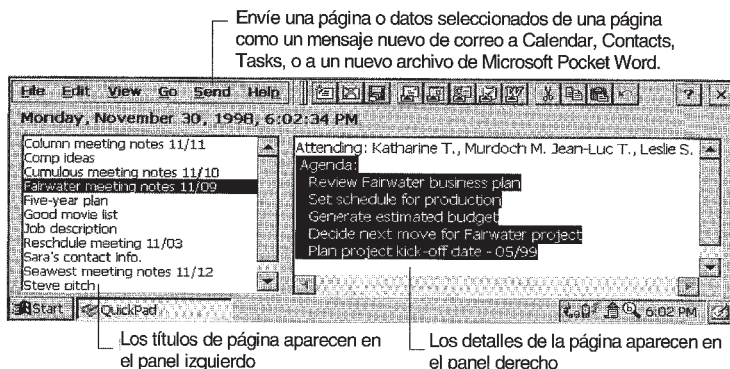 Envíe una página o datos seleccionados de una página
como un mensaje nuevo de correo a Calendar, Contacts,
Tasks, o a un nuevo archivo de Microsoft Pocket Word.
File Edit View Go Send Help ? ×
Monday, November 30, 1998, 6:02:34 PM
Column meeting notes 11/11
Comp ideas
Cumulous meeting notes 11/10
Fairwater meeting notes 11/09
Five-year plan
Good movie list
Job description
Reschdule meeting 11/03
Sara's contact info.
Seawest meeting notes 11/12
Steve pitch
Attending: Katharine T., Murdoch M. Jean-Luc T., Leslie S.
Agenda:
Review Fairwater business plan
Set schedule for production
Generate estimated budget
Decide next move for Fairwater project
Plan project kick-off date - 05/99
Start QuickPad 6:02 PM
Los títulos de página aparecen en
el panel izquierdo
Los detalles de la página aparecen en
el panel derecho